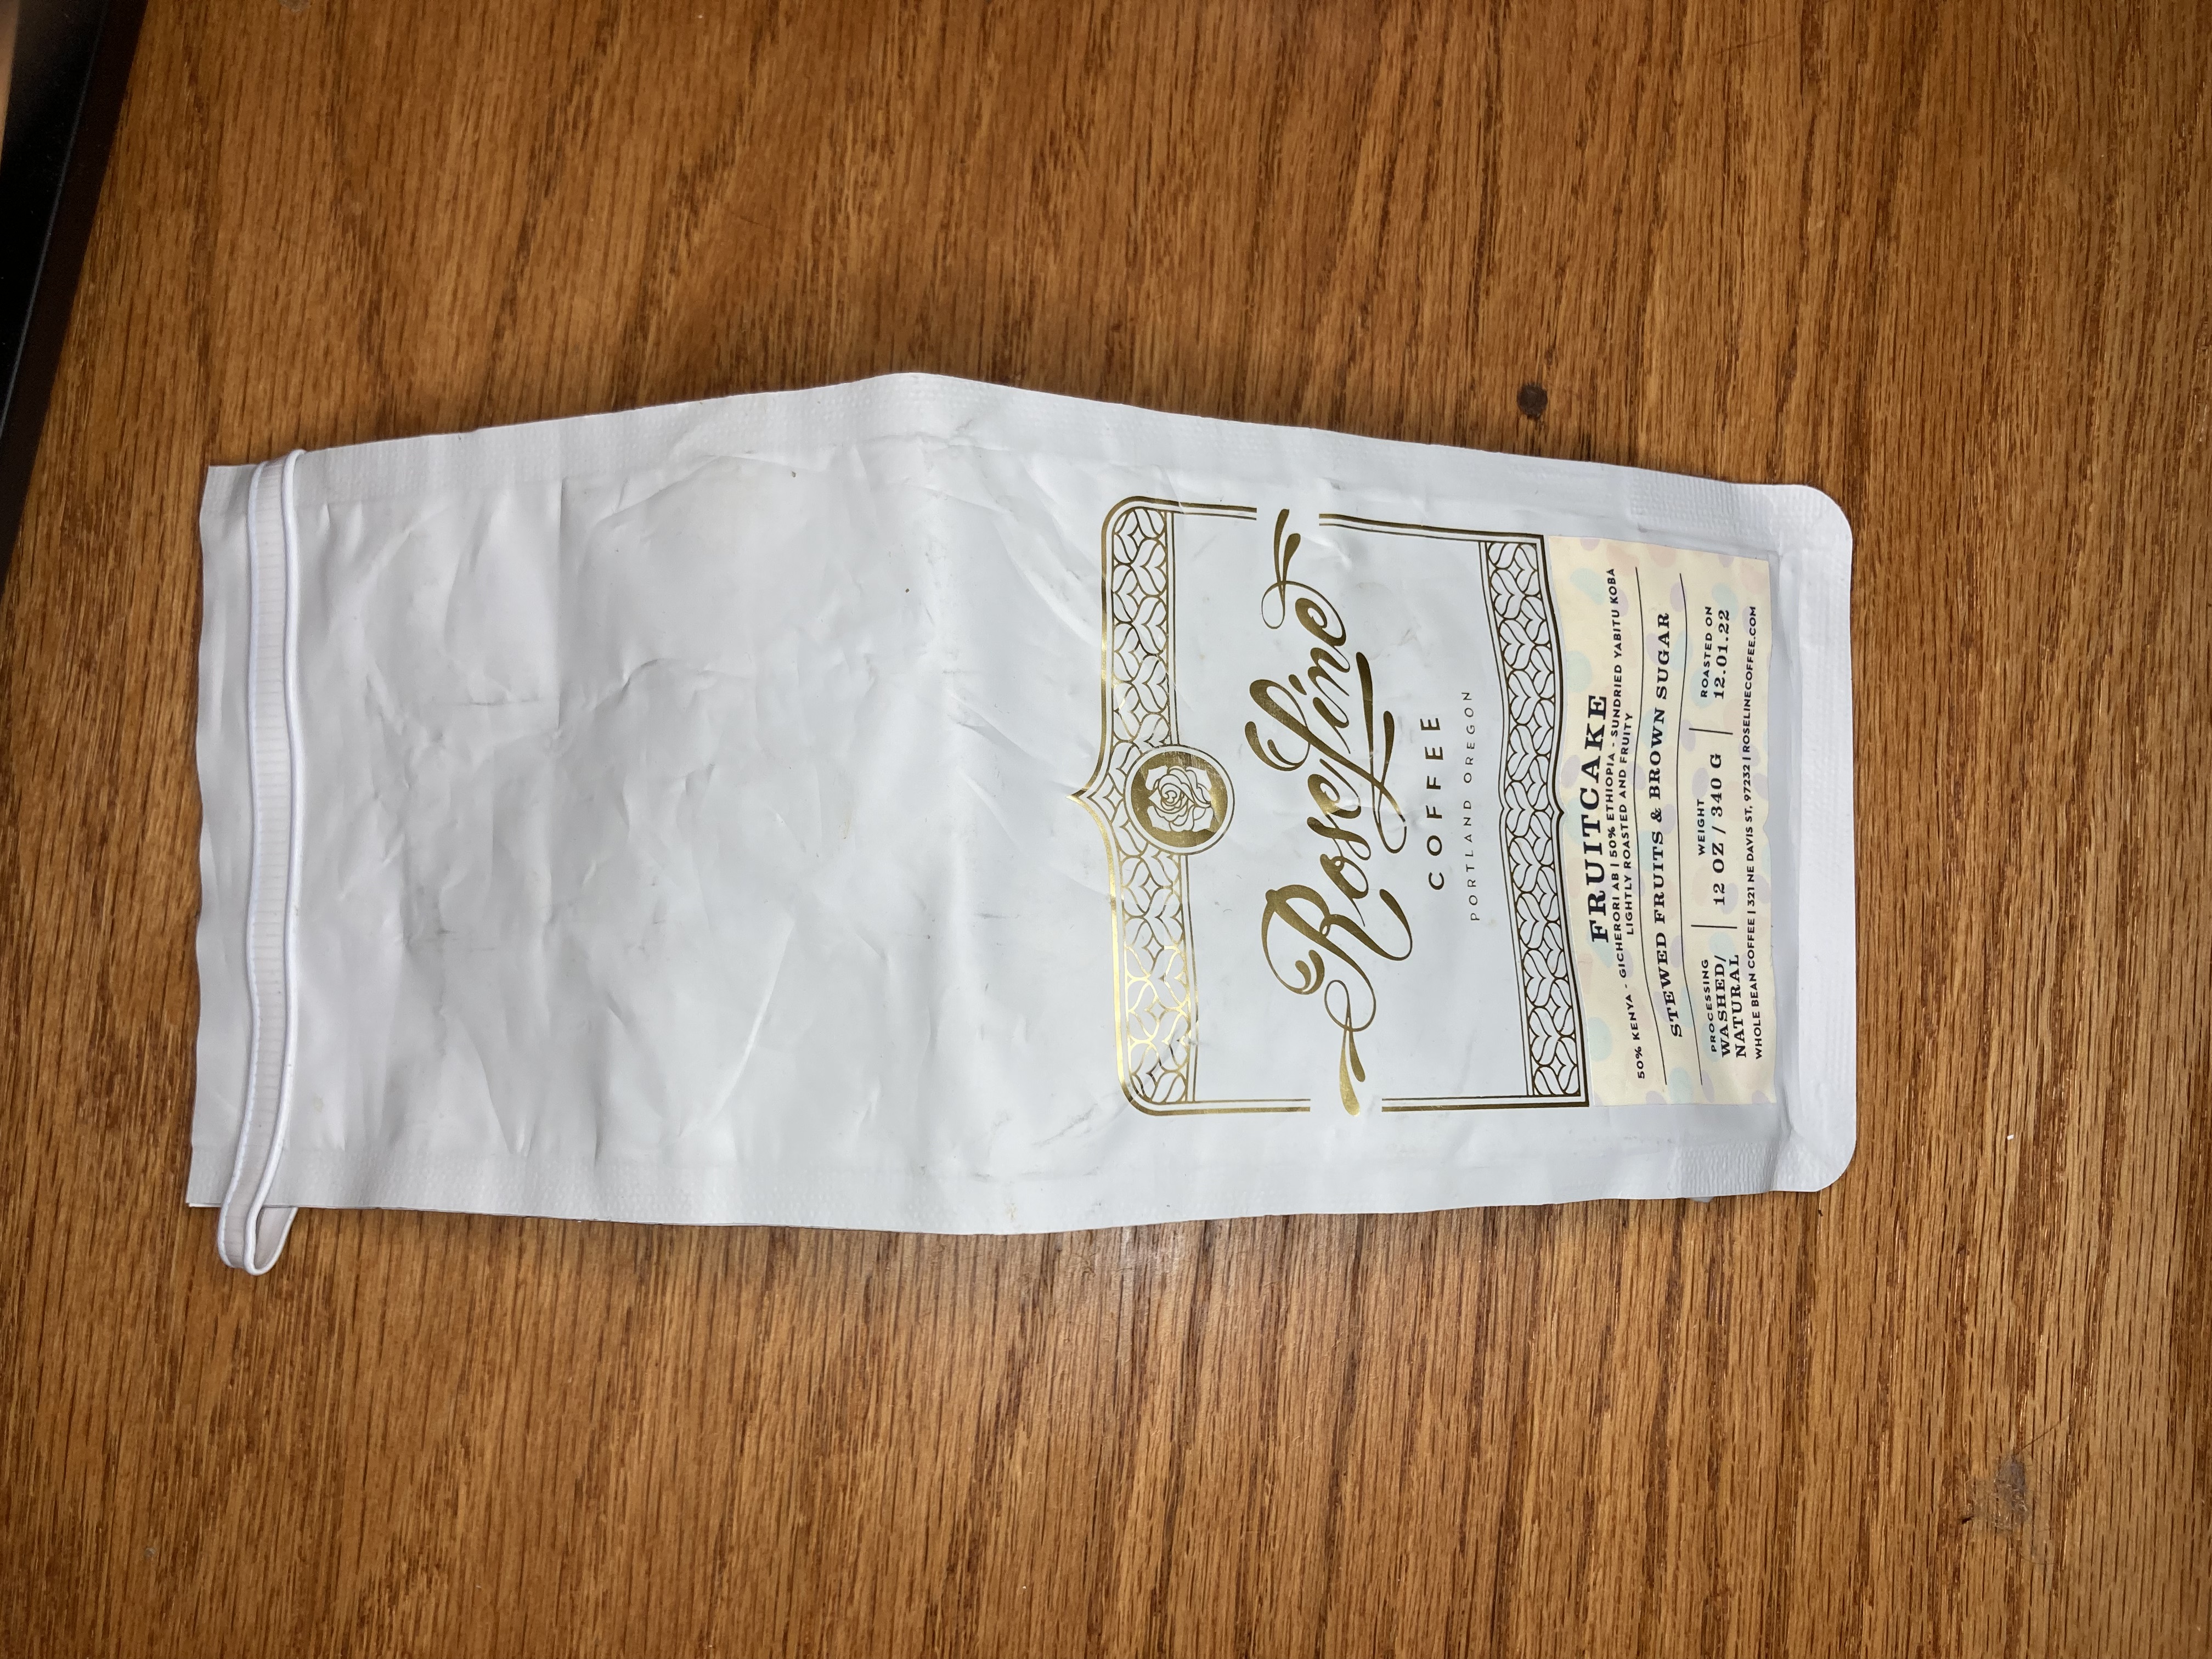 RoseLine
COFFEE
PORTLAND OREGON
FRUITCAKE
50% KENYA - GICHERORI AB | 50% ETHIOPIA - SUNDRIED YABITU KOBA
LIGHTLY ROASTED AND FRUITY
STEWED FRUITS & BROWN SUGAR
PROCESSING
WASHED/
NATURAL
WEIGHT
12 OZ / 340 G
ROASTED ON
12.01.22
WHOLE BEAN COFFEE | 321 NE DAVIS ST, 97232 | ROSELINECOFFEE.COM